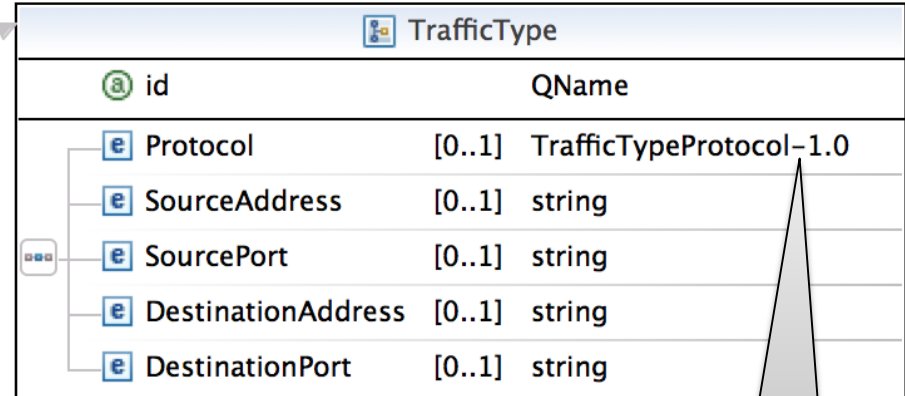 TrafficType
a id QName
e Protocol [0..1] TrafficTypeProtocol-1.0
e SourceAddress [0..1] string
e SourcePort [0..1] string
e DestinationAddress [0..1] string
e DestinationPort [0..1] string